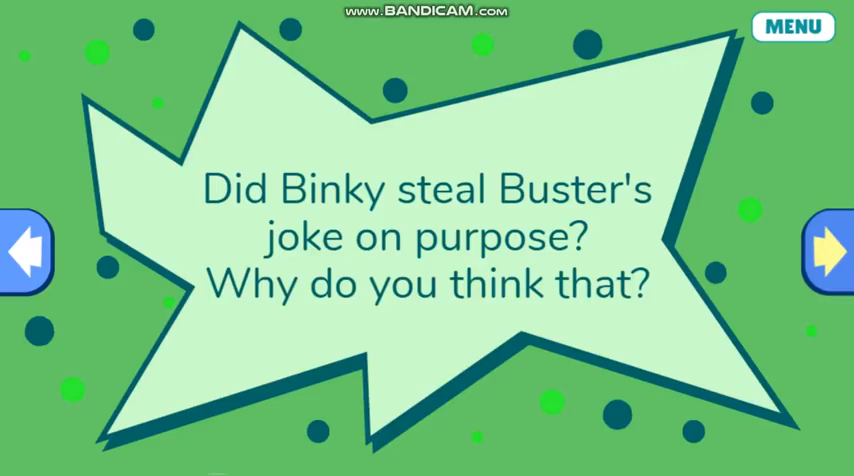 www.BANDICAM.com
MENU
Did Binky steal Buster's
joke on purpose?
Why do you think that?